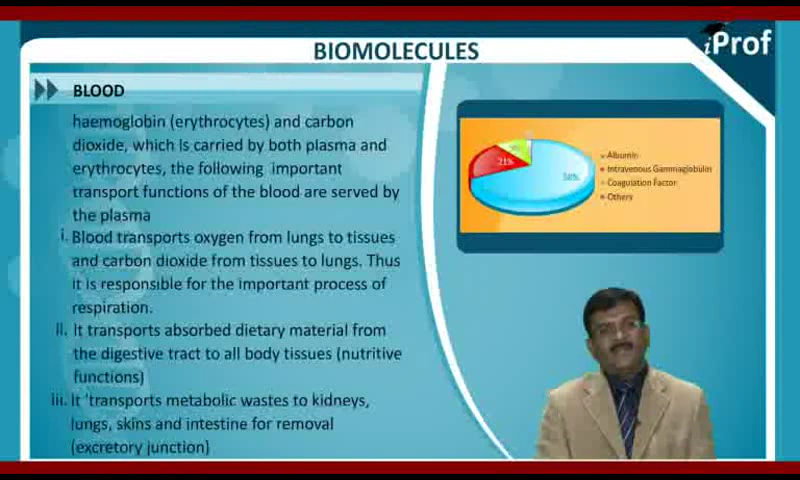 iProf
BIOMOLECULES
BLOOD
haemoglobin (erythrocytes) and carbon
dioxide, which is carried by both plasma and
erythrocytes, the following important
transport functions of the blood are served by
the plasma
i. Blood transports oxygen from lungs to tissues
and carbon dioxide from tissues to lungs. Thus
it is responsible for the important process of
respiration.
ii. It transports absorbed dietary material from
the digestive tract to all body tissues (nutritive
functions)
iii. It 'transports metabolic wastes to kidneys,
lungs, skins and intestine for removal
(excretory junction)
21%
Albumin
Intravenous Gammaglobulin
Coagulation Factor
Others